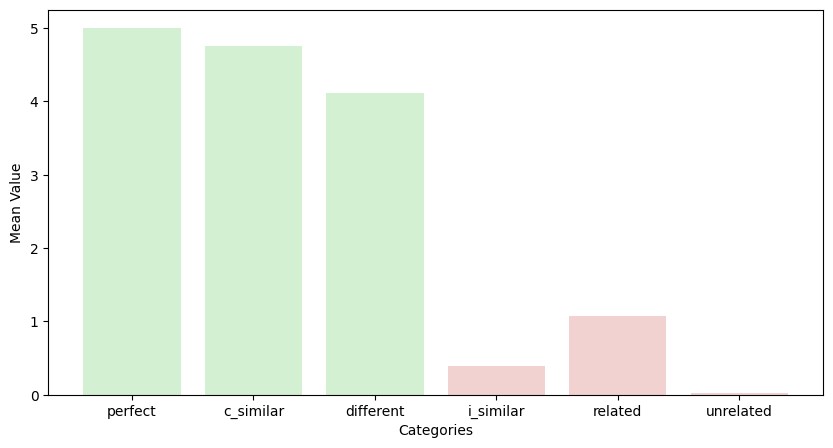 5
4
3
2
1
0
Mean Value
perfect c_similar different i_similar related unrelated
Categories